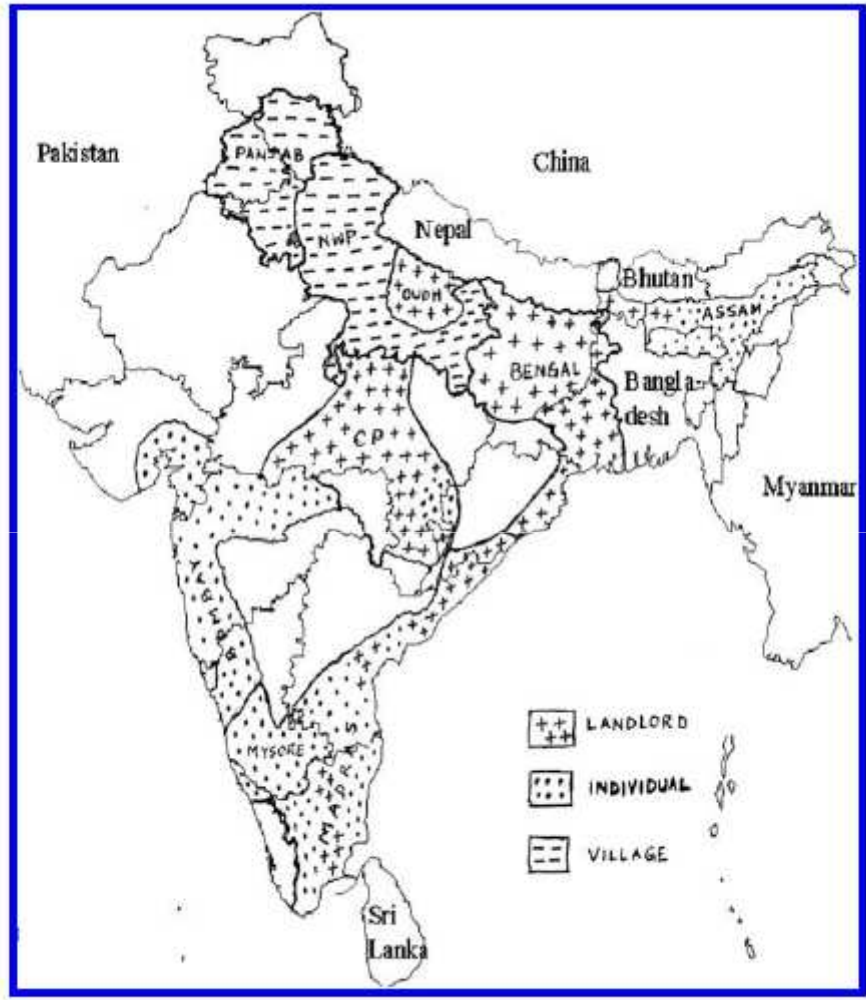 Pakistan
China
PANJAB
NWP
Nepal
OUDH
Bhutan
ASSAM
BENGAL
Bangla-
desh
CP
Myanmar
BOMBAY
MYSORE
MADRAS
LANDLORD
INDIVIDUAL
VILLAGE
Sri
Lanka